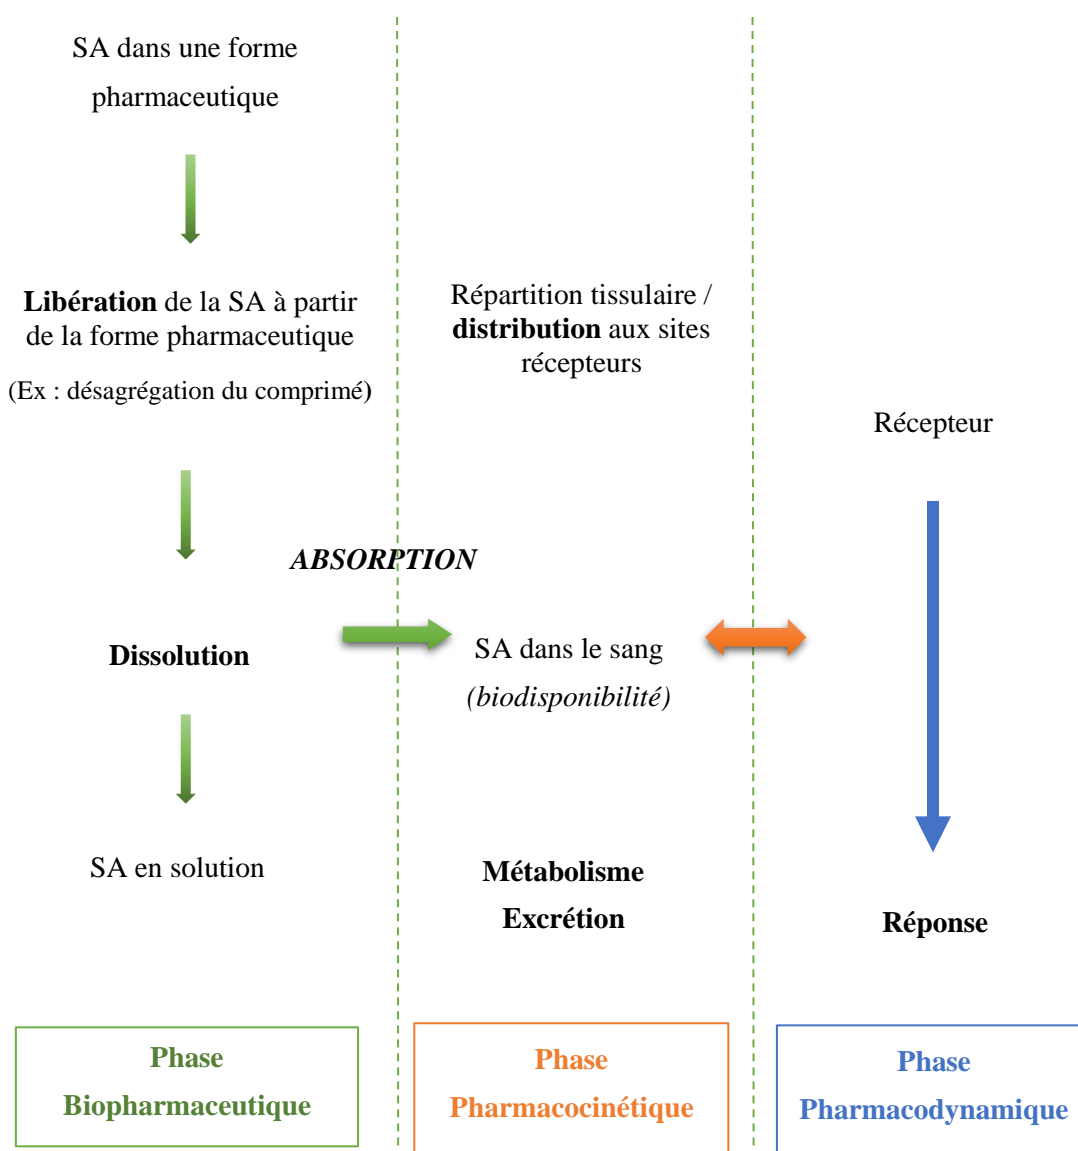 SA dans une forme
pharmaceutique
Libération de la SA à partir
de la forme pharmaceutique
(Ex : désagrégation du comprimé)
Dissolution
SA en solution
ABSORPTION
Répartition tissulaire /
distribution aux sites
récepteurs
SA dans le sang
(biodisponibilité)
Métabolisme
Excrétion
Récepteur
Réponse
Phase
Biopharmaceutique
Phase
Pharmacocinétique
Phase
Pharmacodynamique